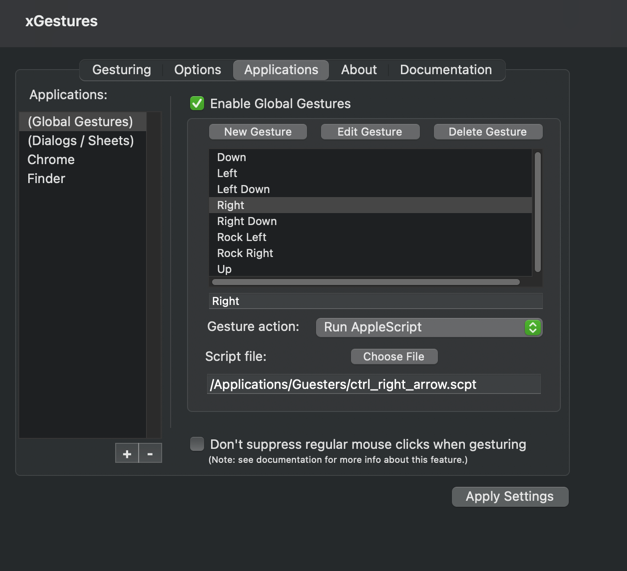 xGestures
Gesturing Options Applications About Documentation
Applications:
(Global Gestures)
(Dialogs / Sheets)
Chrome
Finder
+ -
Enable Global Gestures
New Gesture Edit Gesture Delete Gesture
Down
Left
Left Down
Right
Right Down
Rock Left
Rock Right
Up
Right
Gesture action: Run AppleScript
Script file: Choose File
/Applications/Guesters/ctrl_right_arrow.scpt
Don't suppress regular mouse clicks when gesturing
(Note: see documentation for more info about this feature.)
Apply Settings